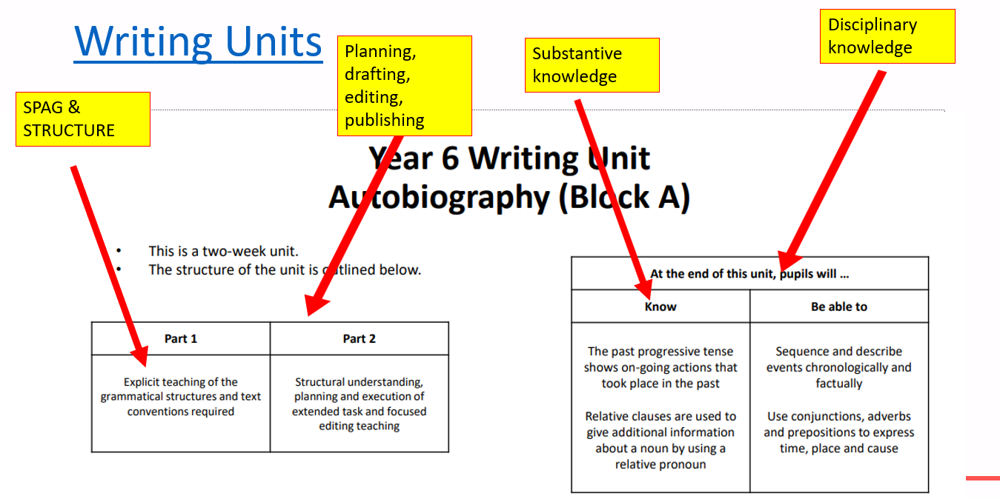 Writing Units
SPAG &
STRUCTURE
Planning,
drafting,
editing,
publishing
Substantive
knowledge
Disciplinary
knowledge
Year 6 Writing Unit
Autobiography (Block A)
• This is a two-week unit.
• The structure of the unit is outlined below.
Part 1
Part 2
Explicit teaching of the
grammatical structures and text
conventions required
Structural understanding,
planning and execution of
extended task and focused
editing teaching
At the end of this unit, pupils will …
Know
Be able to
The past progressive tense
shows on-going actions that
took place in the past
Relative clauses are used to
give additional information
about a noun by using a
relative pronoun
Sequence and describe
events chronologically and
factually
Use conjunctions, adverbs
and prepositions to express
time, place and cause